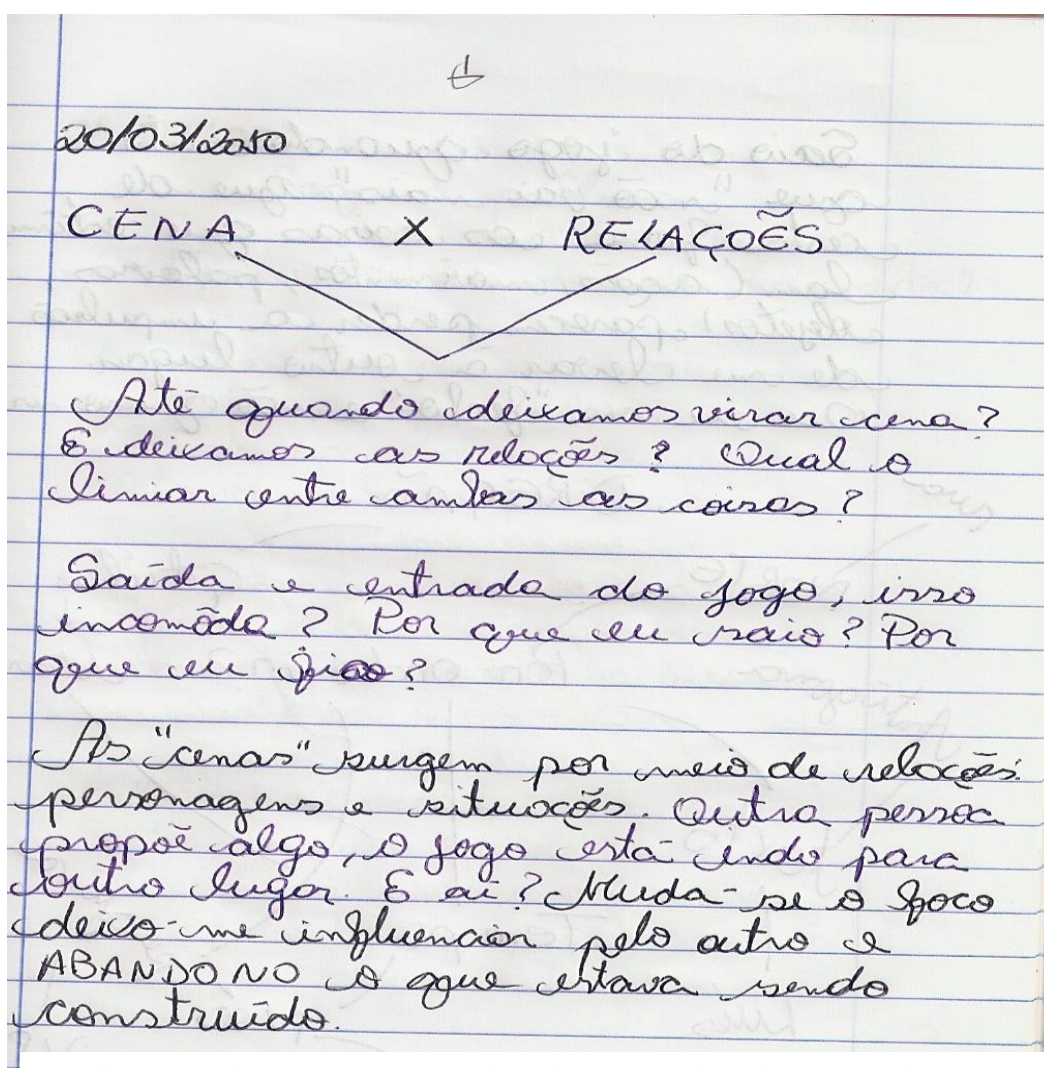 20/03/2010
CENA X RELAÇÕES
Até quando deixamos virar cena?
E deixamos as relações? Qual o
limiar entre ambas as coisas?
Saída e entrada do jogo, isso
incomôda? Por que eu saio? Por
que eu fico?
As "cenas" surgem por meio de relações.
personagens e situações. Outra pessoa
propõe algo, o jogo está indo para
outro lugar. E aí? Muda-se o foco
deixo-me influenciar pelo outro e
ABANDONO o que estava sendo
construído.